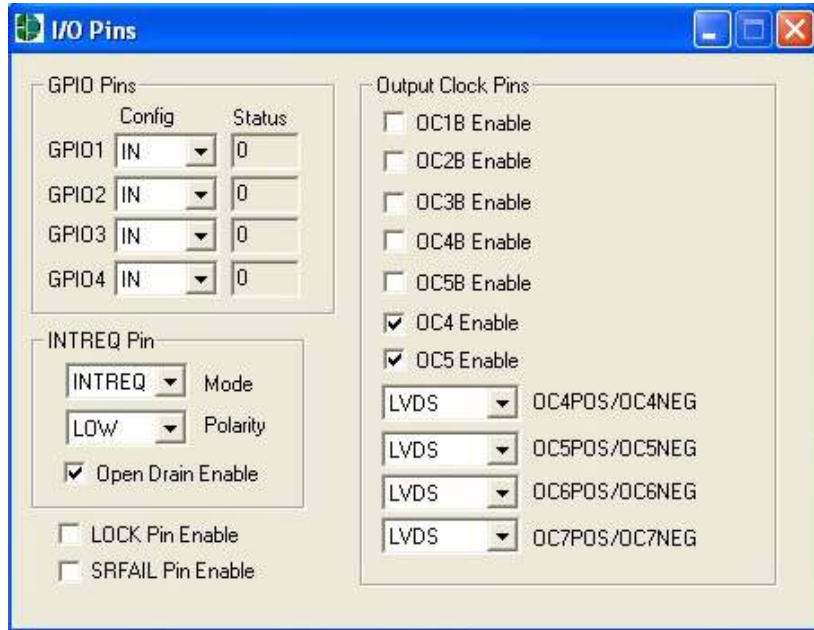 I/O Pins
GPIO Pins
Config Status
GPIO1 IN 0
GPIO2 IN 0
GPIO3 IN 0
GPIO4 IN 0
INTREQ Pin
INTREQ Mode
LOW Polarity
Open Drain Enable
LOCK Pin Enable
SRFAIL Pin Enable
Output Clock Pins
OC1B Enable
OC2B Enable
OC3B Enable
OC4B Enable
OC5B Enable
OC4 Enable
OC5 Enable
LVDS OC4POS/OC4NEG
LVDS OC5POS/OC5NEG
LVDS OC6POS/OC6NEG
LVDS OC7POS/OC7NEG